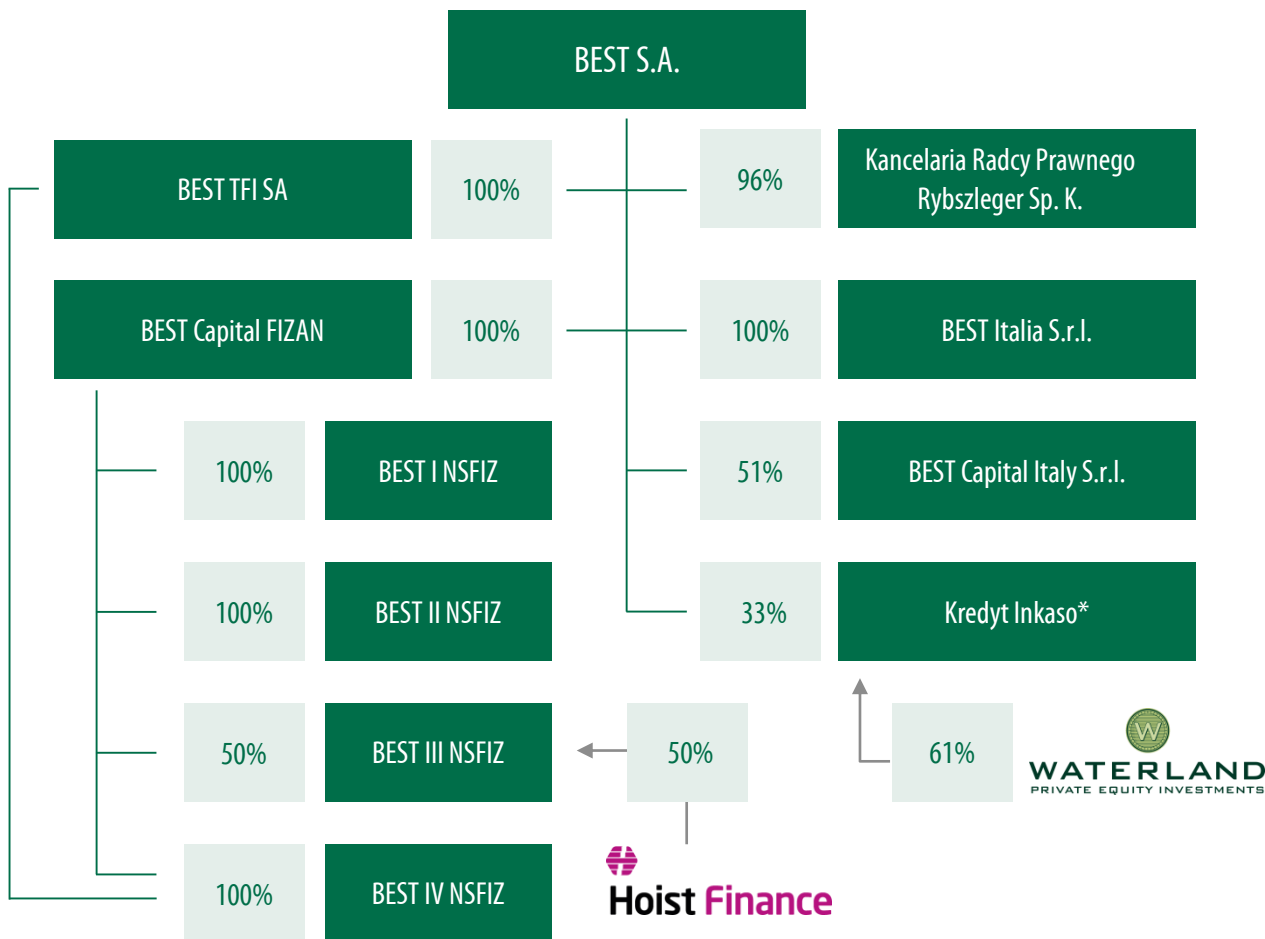 BEST S.A.
BEST TFI SA
100%
96%
Kancelaria Radcy Prawnego
Rybszleger Sp. K.
BEST Capital FIZAN
100%
100%
BEST Italia S.r.l.
100%
BEST I NSFIZ
51%
BEST Capital Italy S.r.l.
100%
BEST II NSFIZ
33%
Kredyt Inkaso*
50%
BEST III NSFIZ
50%
61%
W
WATERLAND
PRIVATE EQUITY INVESTMENTS
100%
BEST IV NSFIZ
Hoist Finance